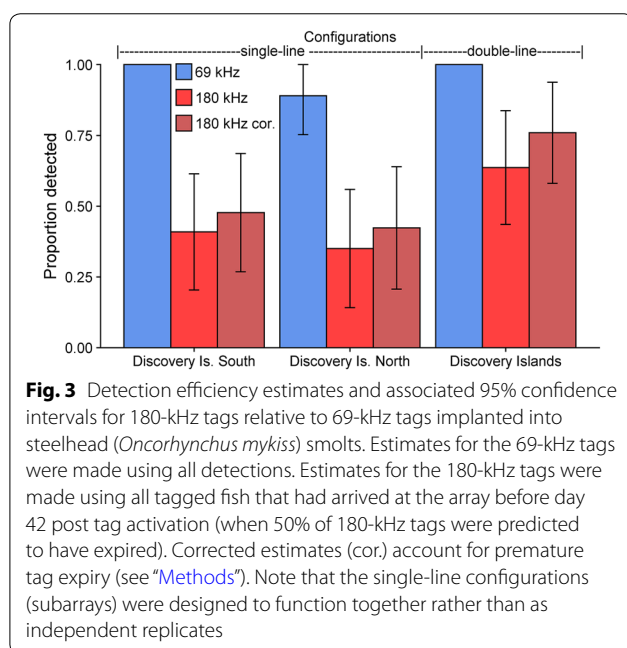 Configurations
|----------------------single-line ---------------------||------double-line-------|
1.00
0.75
0.50
0.25
0.00
Proportion detected
69 kHz
180 kHz
180 kHz cor.
Discovery Is. South
Discovery Is. North
Discovery Islands
Fig. 3 Detection efficiency estimates and associated 95% confidence
intervals for 180-kHz tags relative to 69-kHz tags implanted into
steelhead (Oncorhynchus mykiss) smolts. Estimates for the 69-kHz tags
were made using all detections. Estimates for the 180-kHz tags were
made using all tagged fish that had arrived at the array before day
42 post tag activation (when 50% of 180-kHz tags were predicted
to have expired). Corrected estimates (cor.) account for premature
tag expiry (see “Methods”). Note that the single-line configurations
(subarrays) were designed to function together rather than as
independent replicates